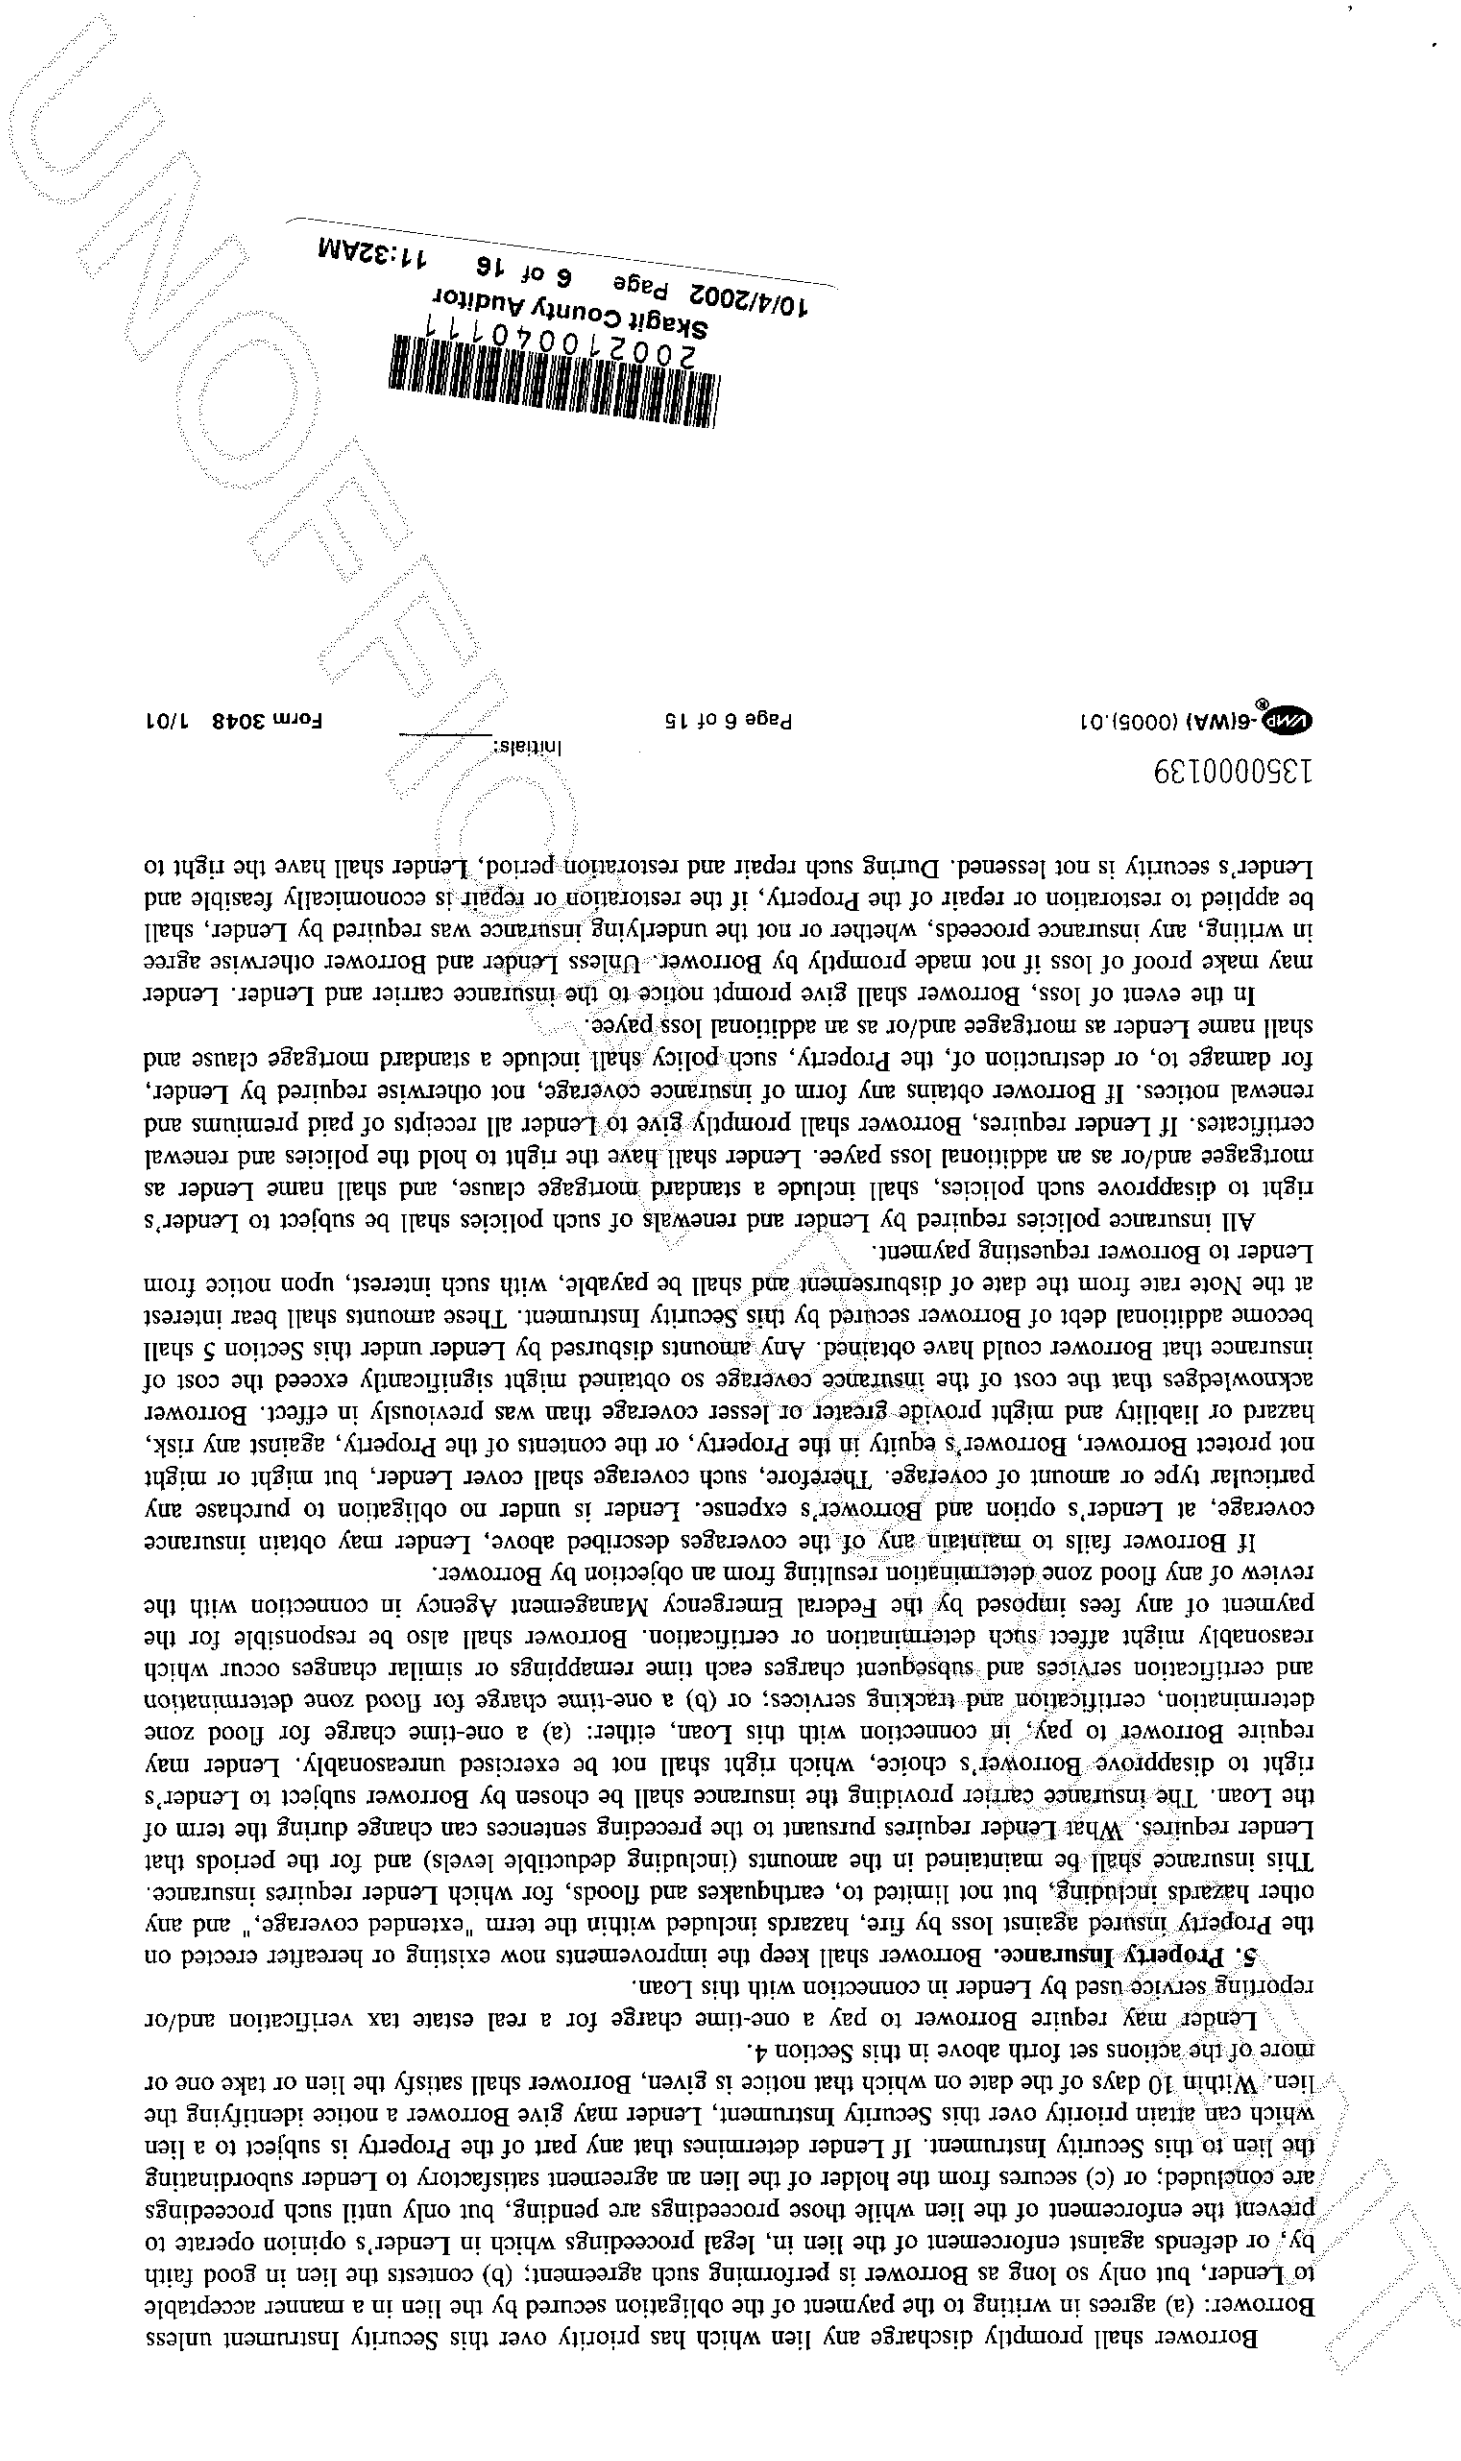 Borrower shall promptly discharge any lien which has priority over this Security Instrument unless
Borrower: (a) agrees in writing to the payment of the obligation secured by the lien in a manner acceptable
to Lender, but only so long as Borrower is performing such agreement; (b) contests the lien in good faith
by, or defends against enforcement of the lien in, legal proceedings which in Lender's opinion operate to
prevent the enforcement of the lien while those proceedings are pending, but only until such proceedings
are concluded; or (c) secures from the holder of the lien an agreement satisfactory to Lender subordinating
the lien to this Security Instrument. If Lender determines that any part of the Property is subject to a lien
which can attain priority over this Security Instrument, Lender may give Borrower a notice identifying the
lien. Within 10 days of the date on which that notice is given, Borrower shall satisfy the lien or take one or
more of the actions set forth above in this Section 4.
Lender may require Borrower to pay a one-time charge for a real estate tax verification and/or
reporting service used by Lender in connection with this Loan.
5. Property Insurance. Borrower shall keep the improvements now existing or hereafter erected on
the Property insured against loss by fire, hazards included within the term "extended coverage," and any
other hazards including, but not limited to, earthquakes and floods, for which Lender requires insurance.
This insurance shall be maintained in the amounts (including deductible levels) and for the periods that
Lender requires. What Lender requires pursuant to the preceding sentences can change during the term of
the Loan. The insurance carrier providing the insurance shall be chosen by Borrower subject to Lender's
right to disapprove Borrower's choice, which right shall not be exercised unreasonably. Lender may
require Borrower to pay, in connection with this Loan, either: (a) a one-time charge for flood zone
determination, certification and tracking services; or (b) a one-time charge for flood zone determination
and certification services and subsequent charges each time remappings or similar changes occur which
reasonably might affect such determination or certification. Borrower shall also be responsible for the
payment of any fees imposed by the Federal Emergency Management Agency in connection with the
review of any flood zone determination resulting from an objection by Borrower.
If Borrower fails to maintain any of the coverages described above, Lender may obtain insurance
coverage, at Lender's option and Borrower's expense. Lender is under no obligation to purchase any
particular type or amount of coverage. Therefore, such coverage shall cover Lender, but might or might
not protect Borrower, Borrower's equity in the Property, or the contents of the Property, against any risk,
hazard or liability and might provide greater or lesser coverage than was previously in effect. Borrower
acknowledges that the cost of the insurance coverage so obtained might significantly exceed the cost of
insurance that Borrower could have obtained. Any amounts disbursed by Lender under this Section 5 shall
become additional debt of Borrower secured by this Security Instrument. These amounts shall bear interest
at the Note rate from the date of disbursement and shall be payable, with such interest, upon notice from
Lender to Borrower requesting payment.
All insurance policies required by Lender and renewals of such policies shall be subject to Lender's
right to disapprove such policies, shall include a standard mortgage clause, and shall name Lender as
mortgagee and/or as an additional loss payee. Lender shall have the right to hold the policies and renewal
certificates. If Lender requires, Borrower shall promptly give to Lender all receipts of paid premiums and
renewal notices. If Borrower obtains any form of insurance coverage, not otherwise required by Lender,
for damage to, or destruction of, the Property, such policy shall include a standard mortgage clause and
shall name Lender as mortgagee and/or as an additional loss payee.
In the event of loss, Borrower shall give prompt notice to the insurance carrier and Lender. Lender
may make proof of loss if not made promptly by Borrower. Unless Lender and Borrower otherwise agree
in writing, any insurance proceeds, whether or not the underlying insurance was required by Lender, shall
be applied to restoration or repair of the Property, if the restoration or repair is economically feasible and
Lender's security is not lessened. During such repair and restoration period, Lender shall have the right to
1350000139
Initials:
VMP®-6(WA) (0005).01 Page 6 of 15 Form 3048 1/01
200210040111
Skagit County Auditor
10/4/2002 Page 6 of 16 11:32AM
UNOFFICIAL DOCUMENT